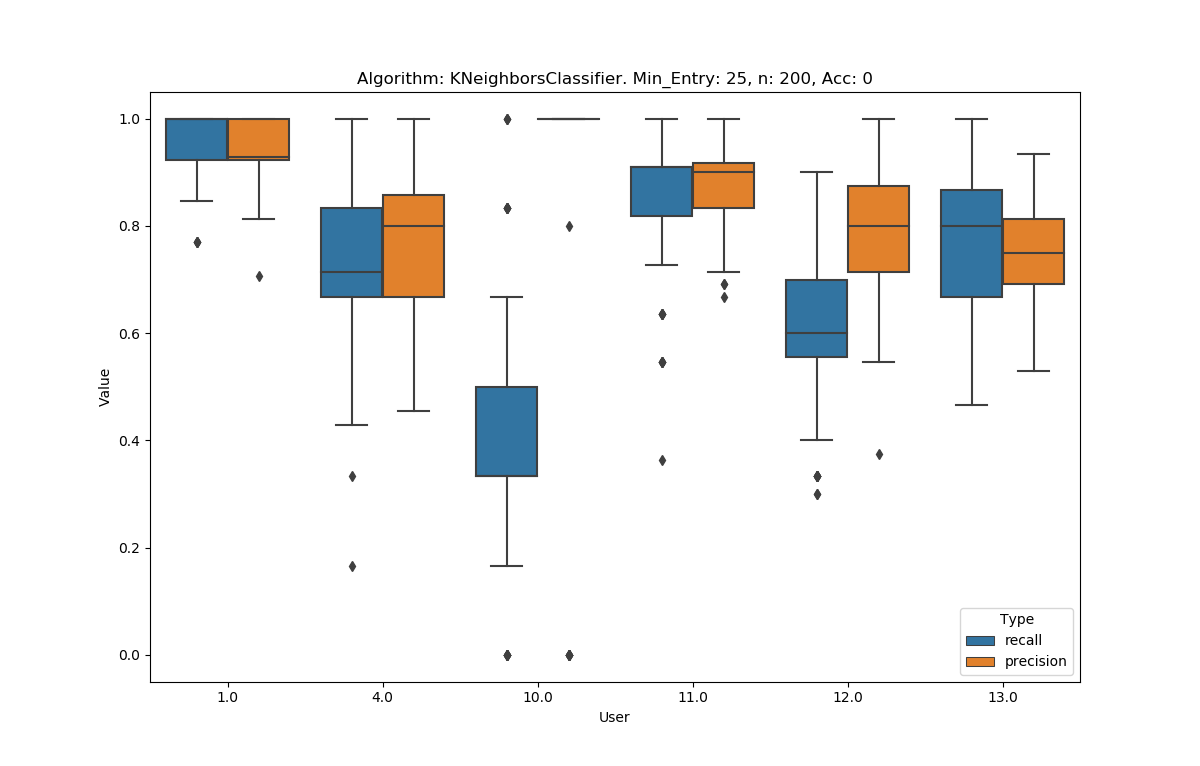 Algorithm: KNeighborsClassifier. Min_Entry: 25, n: 200, Acc: 0
1.0
0.8
0.6
0.4
0.2
0.0
Value
1.0 4.0 10.0 11.0 12.0 13.0
User
Type
recall
precision